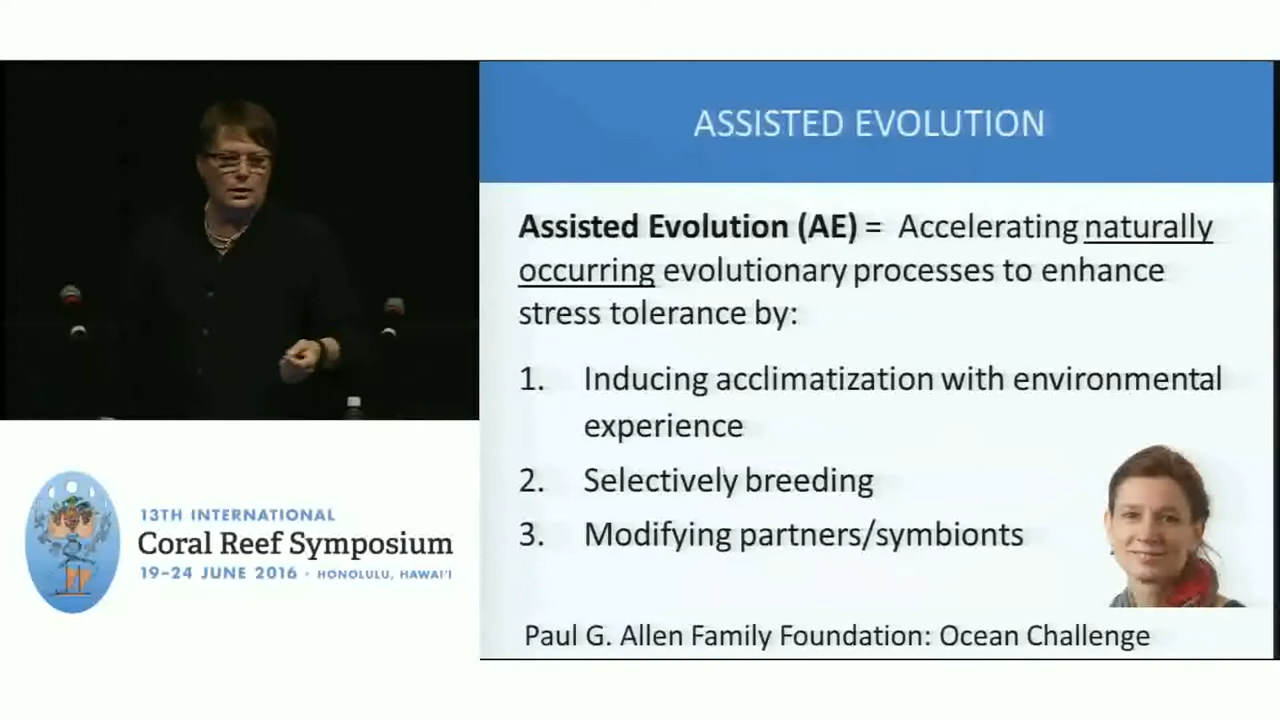 ASSISTED EVOLUTION
Assisted Evolution (AE) = Accelerating naturally
occurring evolutionary processes to enhance
stress tolerance by:
1. Inducing acclimatization with environmental
experience
2. Selectively breeding
3. Modifying partners/symbionts
Paul G. Allen Family Foundation: Ocean Challenge
13TH INTERNATIONAL
Coral Reef Symposium
19–24 JUNE 2016 · HONOLULU, HAWAI'I